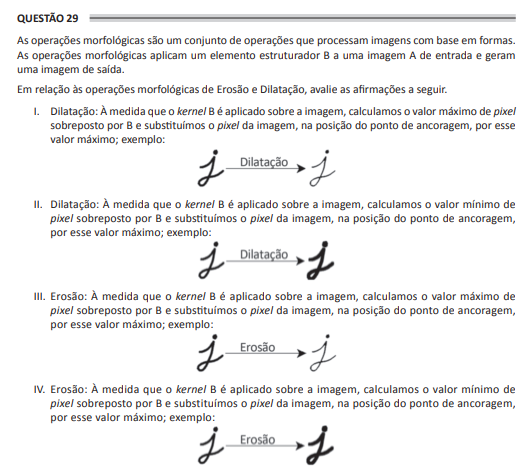 QUESTÃO 29
As operações morfológicas são um conjunto de operações que processam imagens com base em formas.
As operações morfológicas aplicam um elemento estruturador B a uma imagem A de entrada e geram
uma imagem de saída.
Em relação às operações morfológicas de Erosão e Dilatação, avalie as afirmações a seguir.
I. Dilatação: À medida que o kernel B é aplicado sobre a imagem, calculamos o valor máximo de pixel
sobreposto por B e substituímos o pixel da imagem, na posição do ponto de ancoragem, por esse
valor máximo; exemplo:
j Dilatação j
II. Dilatação: À medida que o kernel B é aplicado sobre a imagem, calculamos o valor mínimo de
pixel sobreposto por B e substituímos o pixel da imagem, na posição do ponto de ancoragem,
por esse valor máximo; exemplo:
j Dilatação j
III. Erosão: À medida que o kernel B é aplicado sobre a imagem, calculamos o valor máximo de
pixel sobreposto por B e substituímos o pixel da imagem, na posição do ponto de ancoragem,
por esse valor máximo; exemplo:
j Erosão j
IV. Erosão: À medida que o kernel B é aplicado sobre a imagem, calculamos o valor mínimo de
pixel sobreposto por B e substituímos o pixel da imagem, na posição do ponto de ancoragem,
por esse valor máximo; exemplo:
j Erosão j